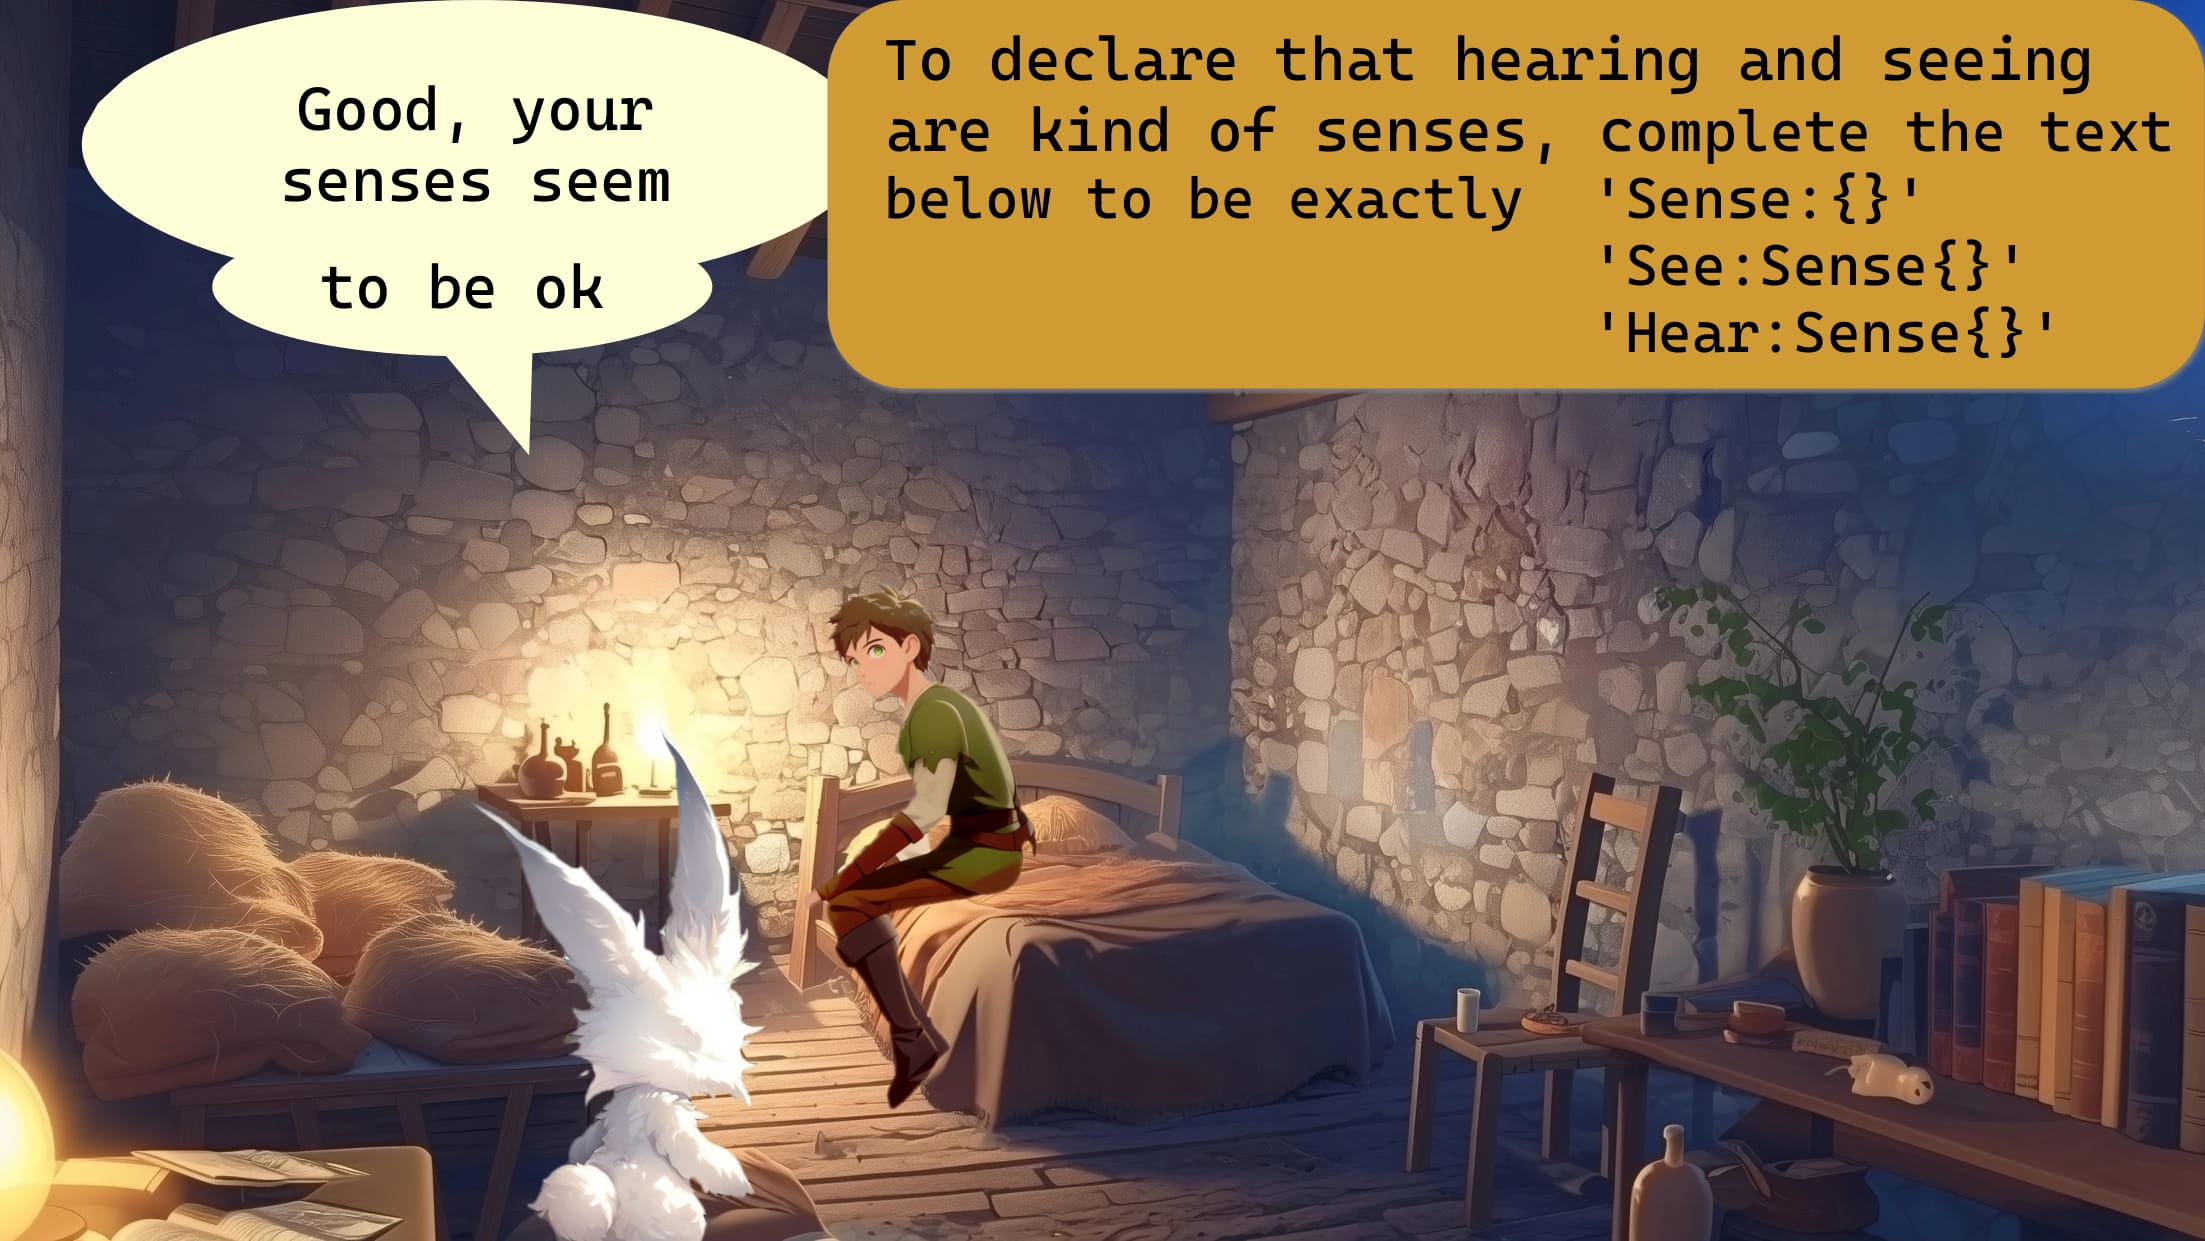 Good, your
senses seem
to be ok
To declare that hearing and seeing
are kind of senses, complete the text
below to be exactly 'Sense:{}'
'See:Sense{}'
'Hear:Sense{}'